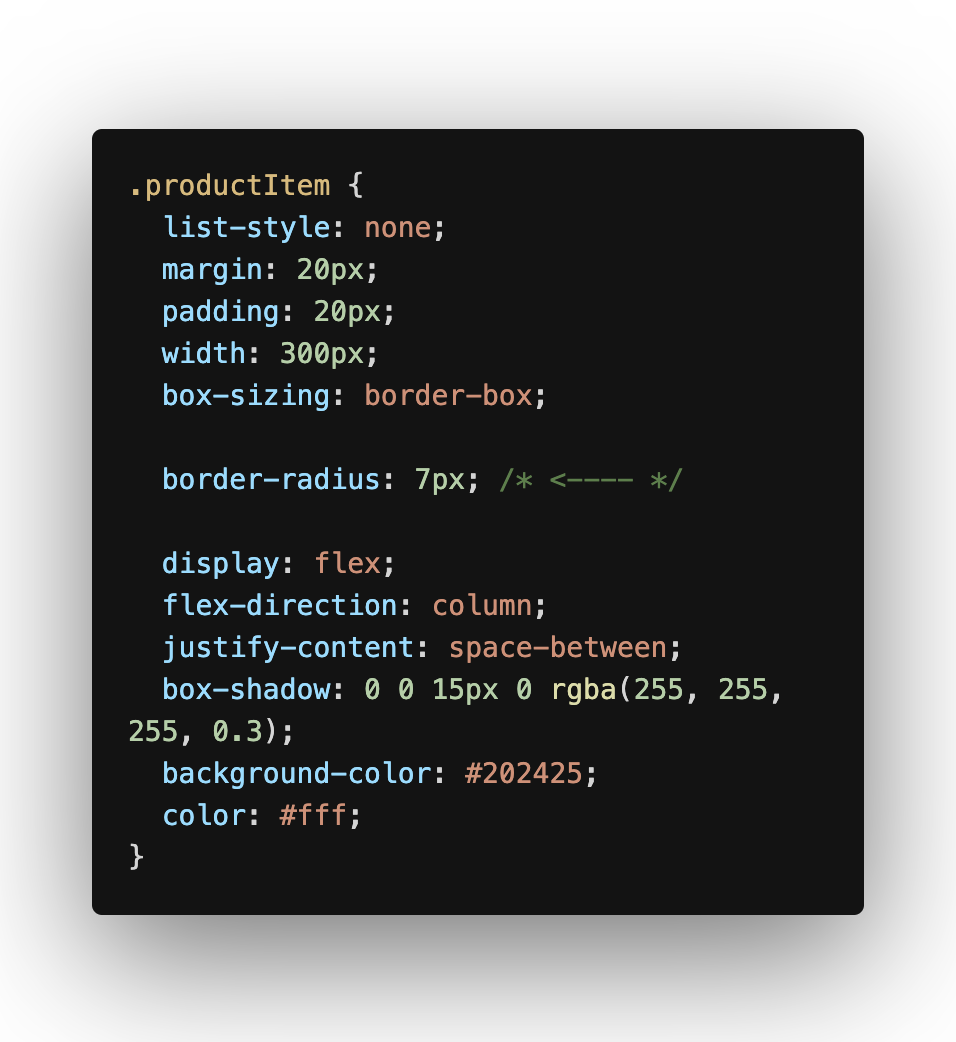 .productItem {
  list-style: none;
  margin: 20px;
  padding: 20px;
  width: 300px;
  box-sizing: border-box;

  border-radius: 7px; /* <---- */

  display: flex;
  flex-direction: column;
  justify-content: space-between;
  box-shadow: 0 0 15px 0 rgba(255, 255,
255, 0.3);
  background-color: #202425;
  color: #fff;
}